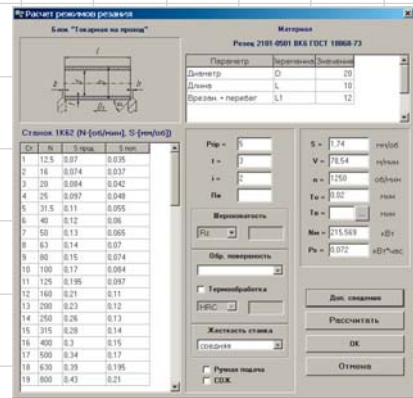 Расчет режимов резания
Блок "Токарная на проход"
Материал
Резец 2101-0501 ВК6 ГОСТ 18868-73
Параметр Переменна Значение
Диаметр D 20
Длина L 10
Врезан. + перебег L1 12
Станок 1К62 (N-[об/мин], S-[мм/об])
Ст N S прод. S поп.
1 12.5 0,07 0.035
2 16 0,074 0,037
3 20 0,084 0,042
4 25 0,097 0,048
5 31.5 0,11 0,055
6 40 0,12 0,06
7 50 0,13 0,065
8 63 0,14 0,07
9 80 0,15 0,074
10 100 0,17 0,084
11 125 0,195 0,097
12 160 0,21 0,11
13 200 0,23 0,12
14 250 0,26 0,13
15 315 0,28 0,14
16 400 0,3 0,15
17 500 0,34 0,17
18 630 0,39 0,195
19 800 0,43 0,21
Рпр = 5
t = 3
i = 2
Пи
Шероховатость
Rz
Обр. поверхность
Термообработка
HRC
Жесткость станка
средняя
Ручная подача
СОЖ
S = 1,74 мм/об
V = 78,54 м/мин
n = 1250 об/мин
То = 0,02 мин
Тв = ... мин
Nм = 215,569 кВт
Рэ = 0,072 кВт*час
Доп. сведения
Рассчитать
ОК
Отмена